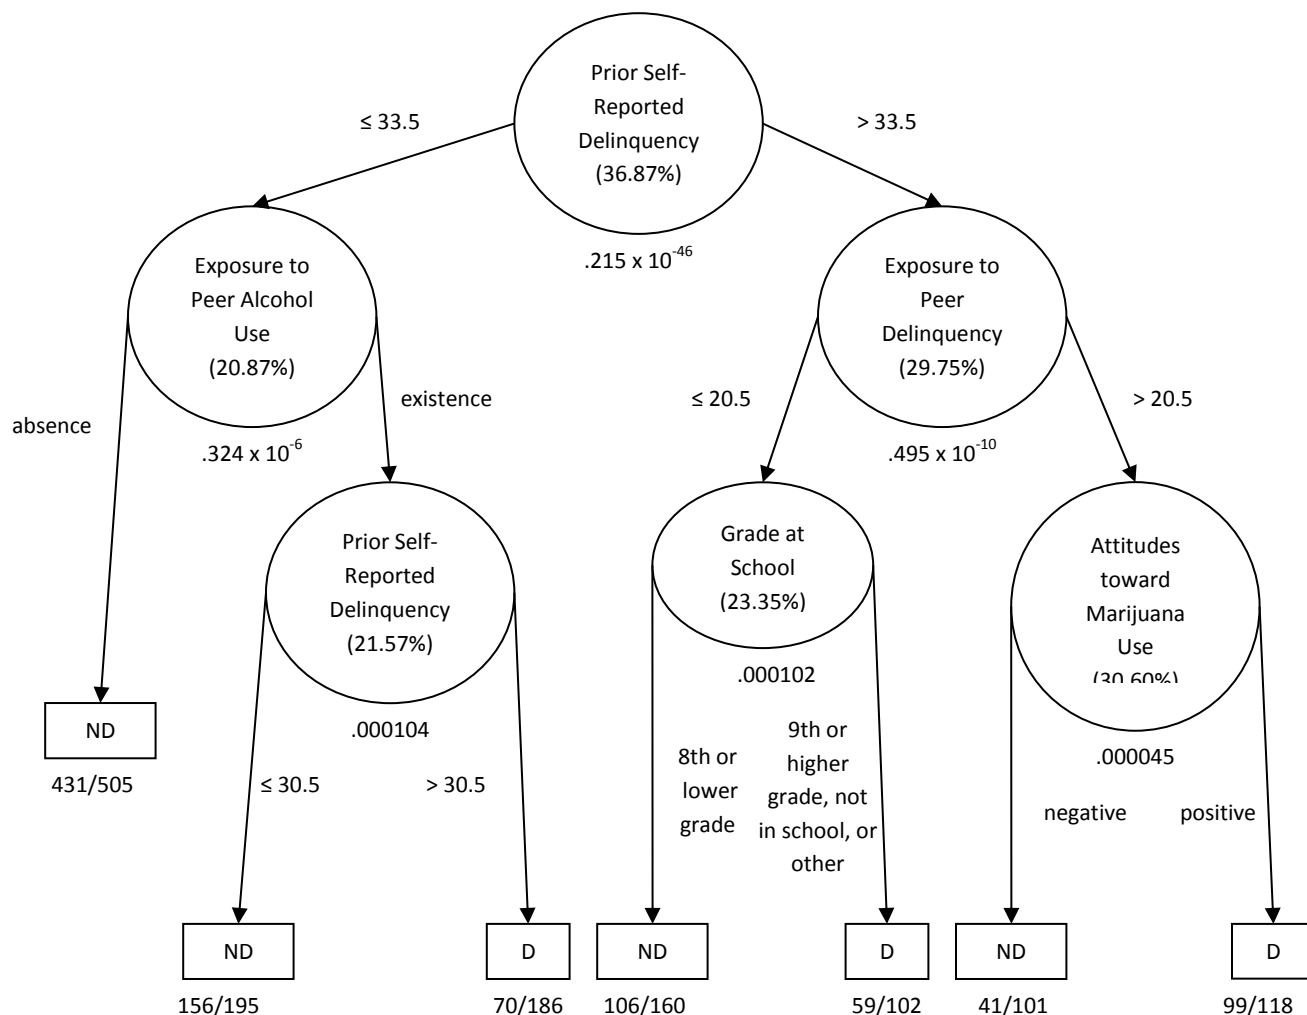 Prior Self-
Reported
Delinquency
(36.87%)
≤ 33.5
> 33.5
.215 x 10-46
Exposure to
Peer Alcohol
Use
(20.87%)
Exposure to
Peer
Delinquency
(29.75%)
absence
existence
.324 x 10-6
≤ 20.5
> 20.5
.495 x 10-10
Prior Self-
Reported
Delinquency
(21.57%)
Grade at
School
(23.35%)
Attitudes
toward
Marijuana
Use
(30.60%)
ND
431/505
.000104
.000102
.000045
≤ 30.5
> 30.5
8th or
lower
grade
9th or
higher
grade, not
in school, or
other
negative
positive
ND
D
ND
D
ND
D
156/195
70/186
106/160
59/102
41/101
99/118